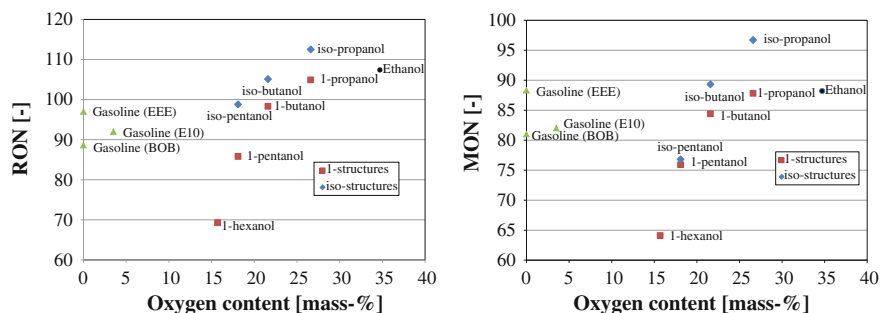 120
110
100
90
80
70
60
0
5
10
15
20
25
30
35
40
RON [-]
Oxygen content [mass-%]
iso-propanol
Ethanol
iso-butanol
1-propanol
Gasoline (EEE)
iso-pentanol
1-butanol
Gasoline (E10)
Gasoline (BOB)
1-pentanol
1-structures
iso-structures
1-hexanol
100
95
90
85
80
75
70
65
60
0
5
10
15
20
25
30
35
40
MON [-]
Oxygen content [mass-%]
iso-propanol
Gasoline (EEE)
iso-butanol
1-propanol
Ethanol
1-butanol
Gasoline (E10)
Gasoline (BOB)
iso-pentanol
1-pentanol
1-structures
iso-structures
1-hexanol